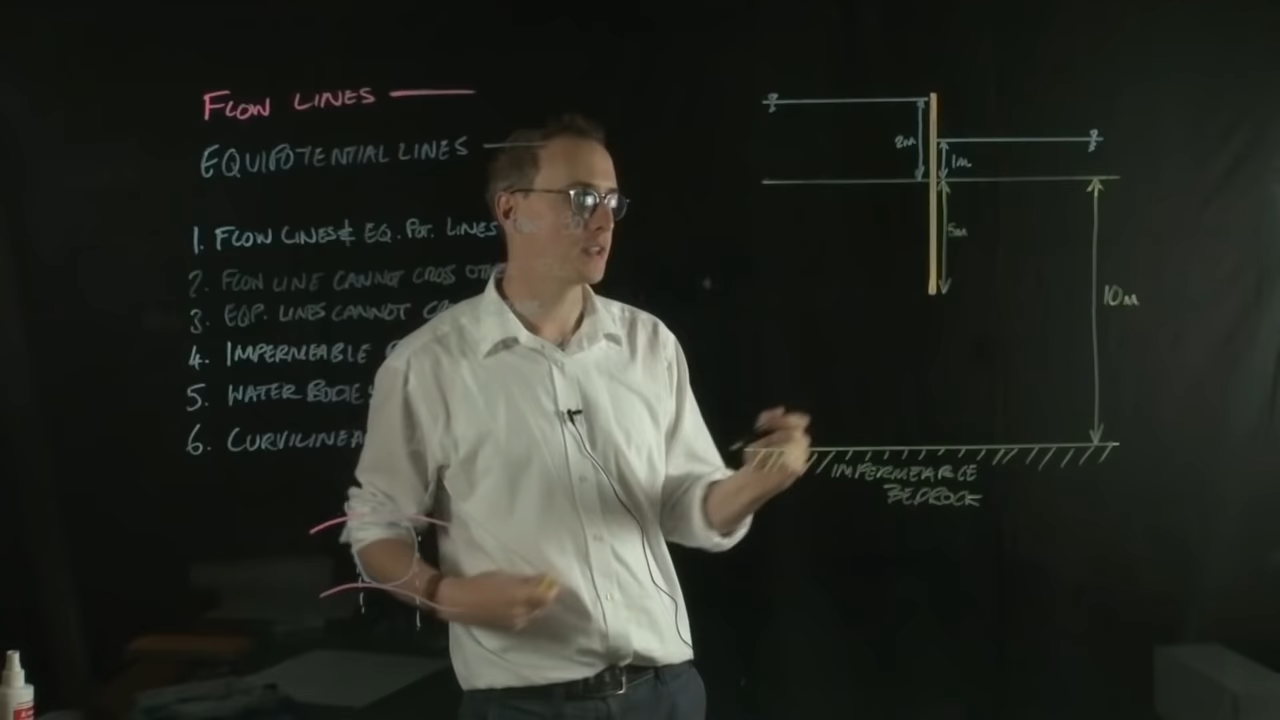 FLOW LINES
EQUIPOTENTIAL LINES
1. FLOW LINES & EQ. POT. LINES
2. FLOW LINE CANNOT CROSS
3. EQP. LINES CANNOT
4. IMPERMEABLE
5. WATER BODIES
6. CURVILINEA
2m
1m
5m
10m
IMPERMEABLE
BEDROCK